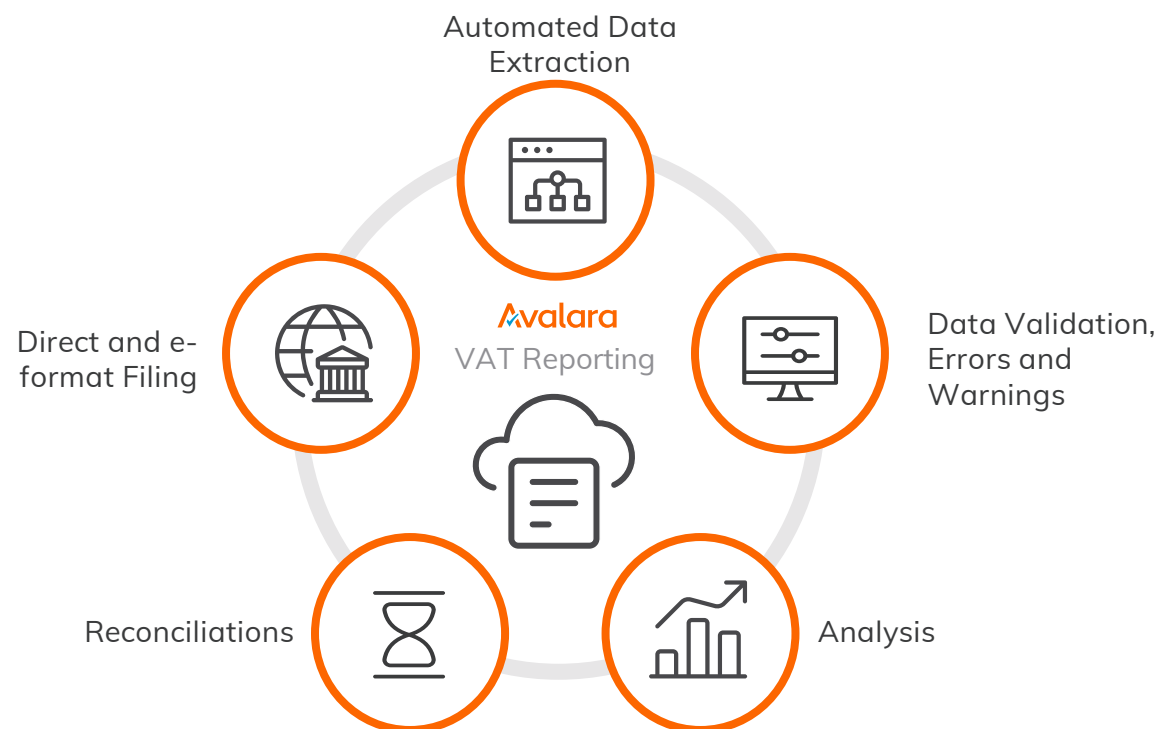 Automated Data
Extraction
Avalara
VAT Reporting
Direct and e-
format Filing
Data Validation,
Errors and
Warnings
Reconciliations
Analysis